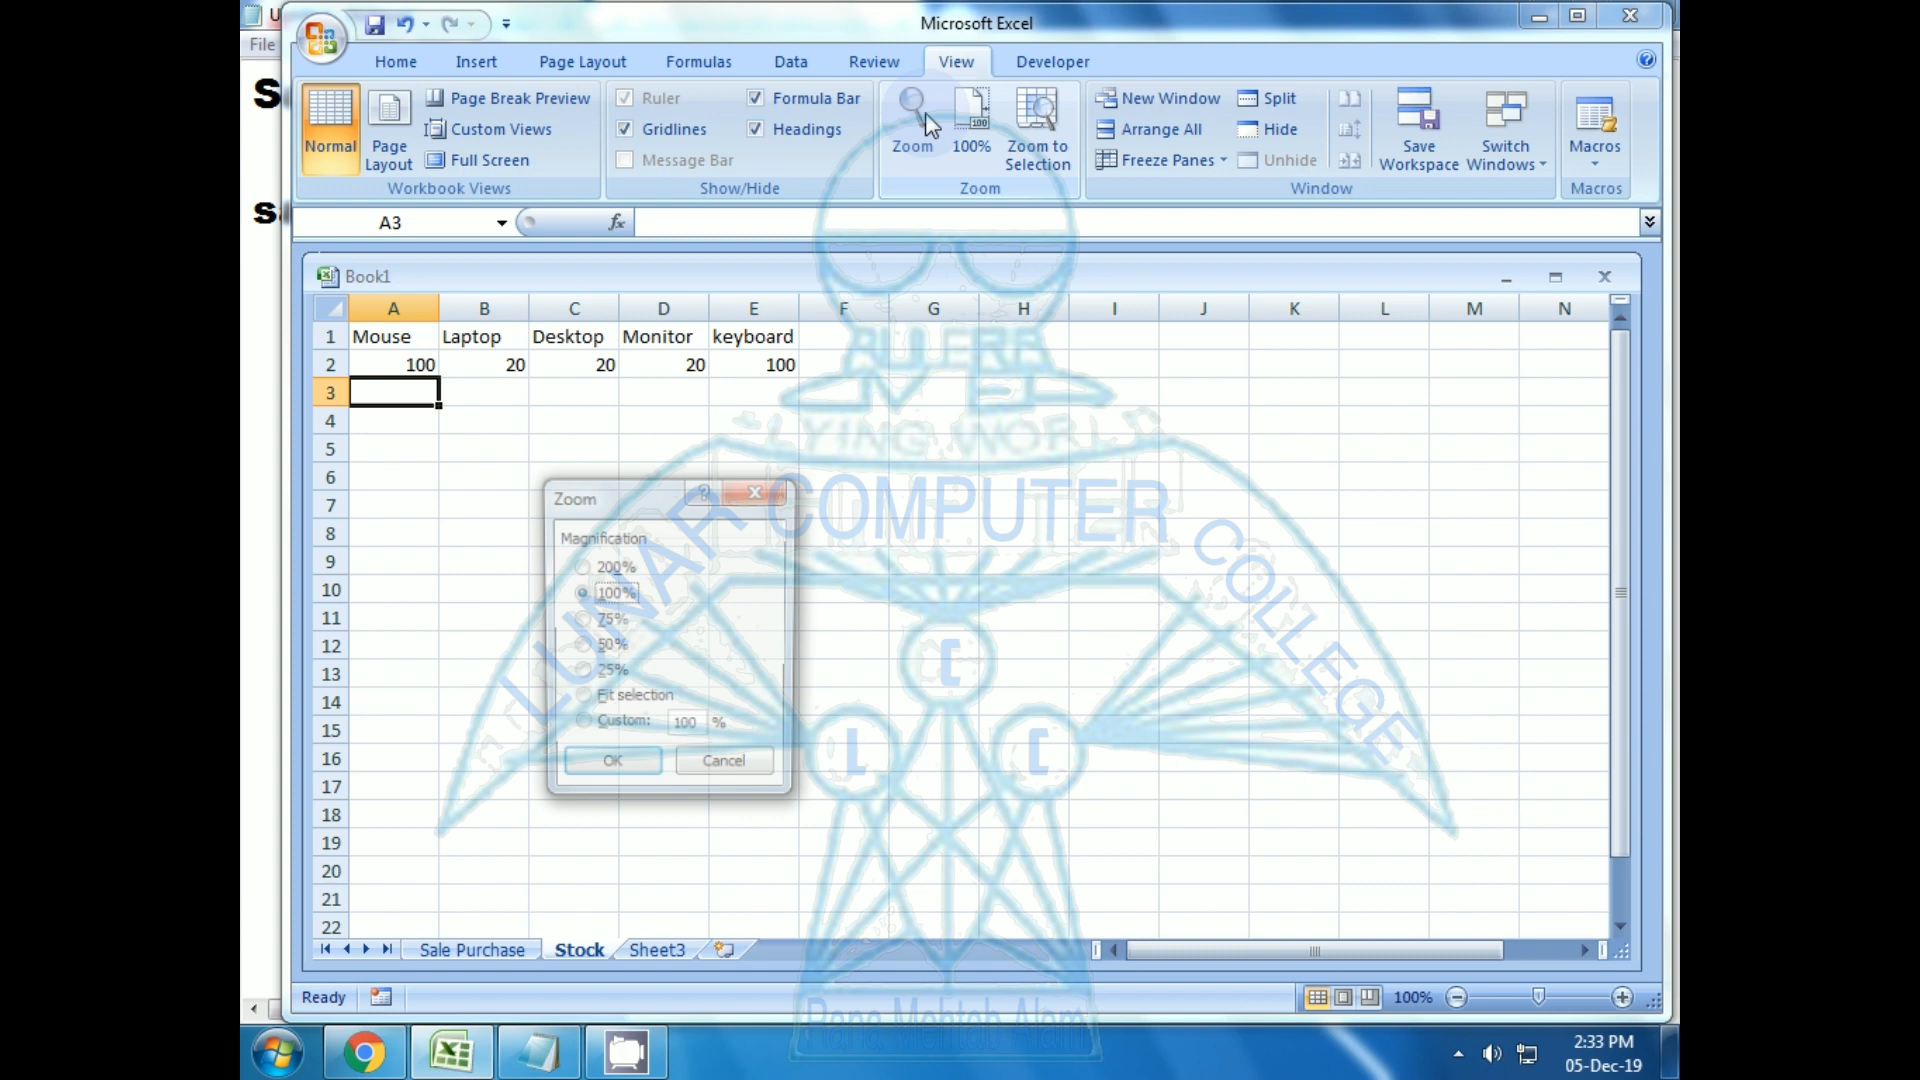 Microsoft Excel
File
Home Insert Page Layout Formulas Data Review View Developer
Normal
Page Layout
Page Break Preview
Custom Views
Full Screen
Workbook Views
Ruler
Gridlines
Message Bar
Formula Bar
Headings
Show/Hide
Zoom
100
100%
Zoom to Selection
Zoom
New Window
Arrange All
Freeze Panes
Split
Hide
Unhide
Save Workspace
Switch Windows
Window
Macros
Macros
A3
fx
Book1
A B C D E F G H I J K L M N
1 Mouse Laptop Desktop Monitor keyboard
2 100 20 20 20 100
3
4
5
6
7
8
9
10
11
12
13
14
15
16
17
18
19
20
21
22
Zoom
Magnification
200%
100%
75%
50%
25%
Fit selection
Custom: 100 %
OK Cancel
LUNAR COMPUTER COLLEGE
L C C
Rana Mehtab Alam
Sale Purchase Stock Sheet3
Ready
100%
2:33 PM
05-Dec-19